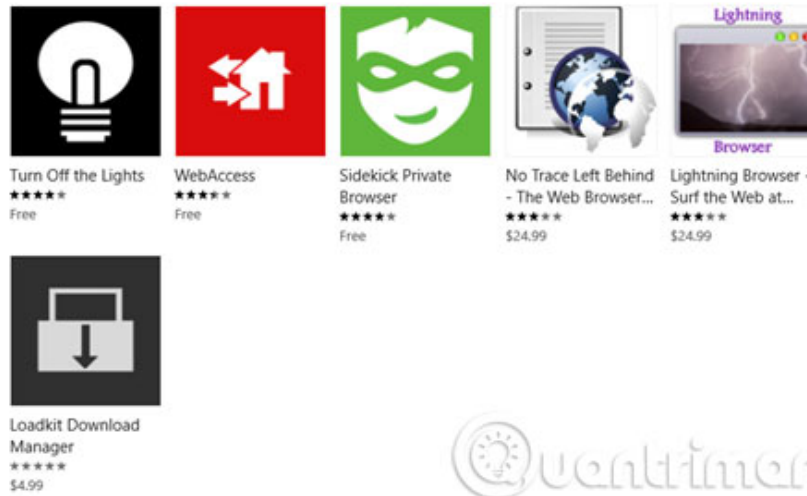 Lightning
Browser
Turn Off the Lights
Free
WebAccess
Free
Sidekick Private
Browser
Free
No Trace Left Behind
- The Web Browser...
$24.99
Lightning Browser -
Surf the Web at...
$24.99
Loadkit Download
Manager
$4.99
Quantriman